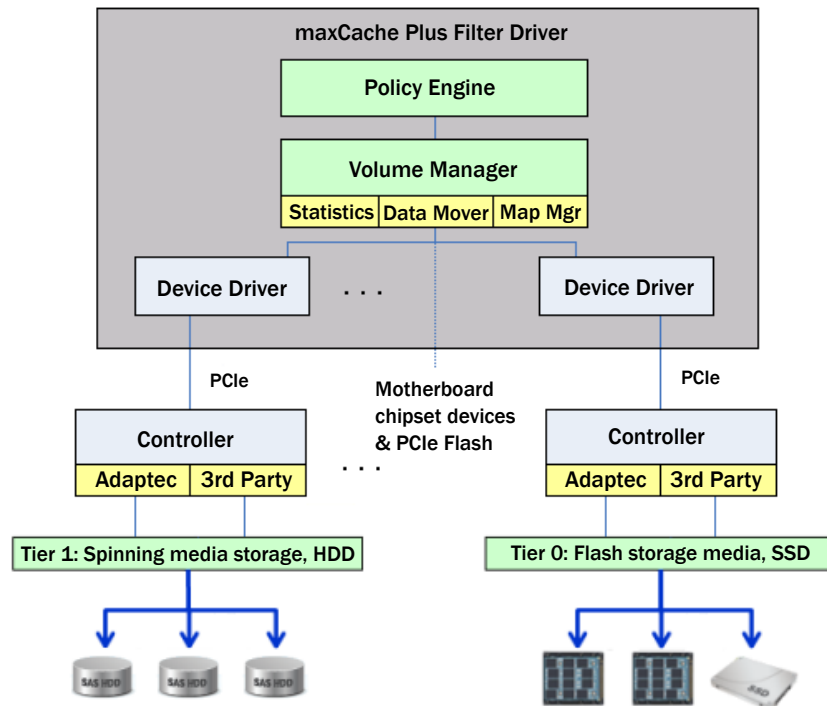 maxCache Plus Filter Driver
Policy Engine
Volume Manager
Statistics Data Mover Map Mgr
Device Driver . . . Device Driver
PCIe PCIe
Motherboard
chipset devices
& PCIe Flash
Controller Controller
. . .
Adaptec 3rd Party Adaptec 3rd Party
Tier 1: Spinning media storage, HDD Tier 0: Flash storage media, SSD
SAS HDD SAS HDD SAS HDD SSD